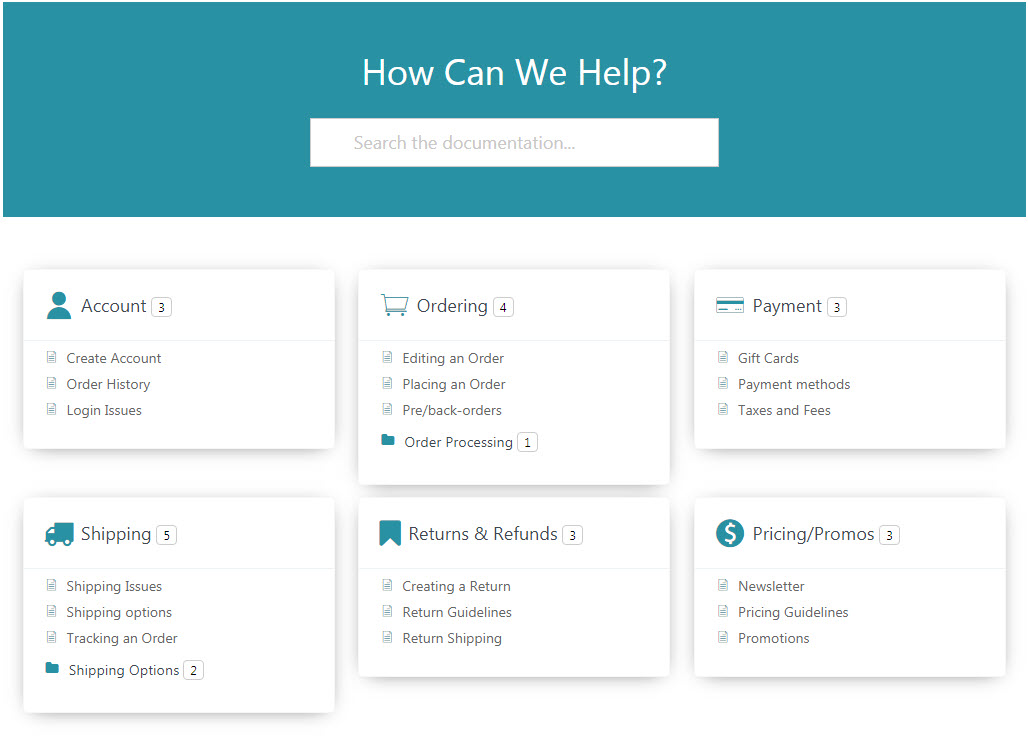 How Can We Help?
Search the documentation...
Account 3
Create Account
Order History
Login Issues
Ordering 4
Editing an Order
Placing an Order
Pre/back-orders
Order Processing 1
Payment 3
Gift Cards
Payment methods
Taxes and Fees
Shipping 5
Shipping Issues
Shipping options
Tracking an Order
Shipping Options 2
Returns & Refunds 3
Creating a Return
Return Guidelines
Return Shipping
Pricing/Promos 3
Newsletter
Pricing Guidelines
Promotions